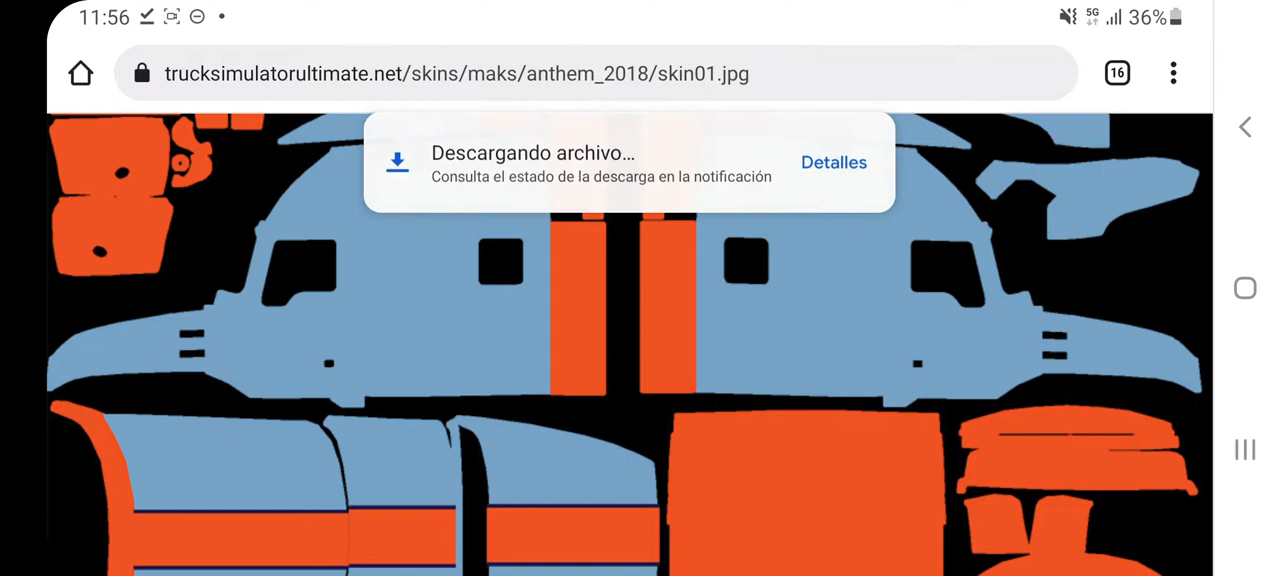 11:56
5G
36%
trucksimulatorultimate.net/skins/maks/anthem_2018/skin01.jpg
16
Descargando archivo...
Consulta el estado de la descarga en la notificación
Detalles